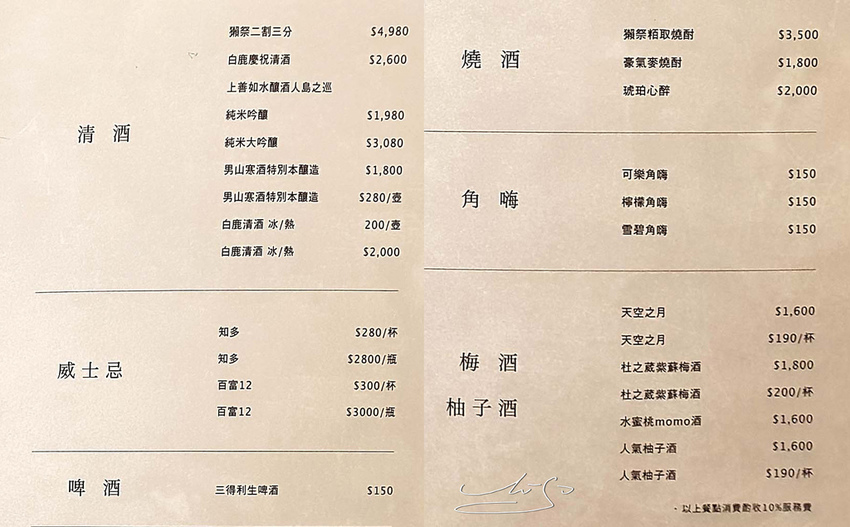 清酒
獺祭二割三分 $4,980
白鹿慶祝清酒 $2,600
上善如水釀酒人島之巡
純米吟釀 $1,980
純米大吟釀 $3,080
男山寒酒特別本釀造 $1,800
男山寒酒特別本釀造 $280/壺
白鹿清酒 冰/熱 200/壺
白鹿清酒 冰/熱 $2,000
威士忌
知多 $280/杯
知多 $2800/瓶
百富12 $300/杯
百富12 $3000/瓶
啤酒
三得利生啤酒 $150
燒酒
獺祭粕取燒酎 $3,500
豪氣麥燒酎 $1,800
琥珀心醉 $2,000
角嗨
可樂角嗨 $150
檸檬角嗨 $150
雪碧角嗨 $150
梅酒
柚子酒
天空之月 $1,600
天空之月 $190/杯
杜之蔵紫蘇梅酒 $1,800
杜之蔵紫蘇梅酒 $200/杯
水蜜桃momo酒 $1,600
人氣柚子酒 $1,600
人氣柚子酒 $190/杯
· 以上餐點消費酌收10%服務費